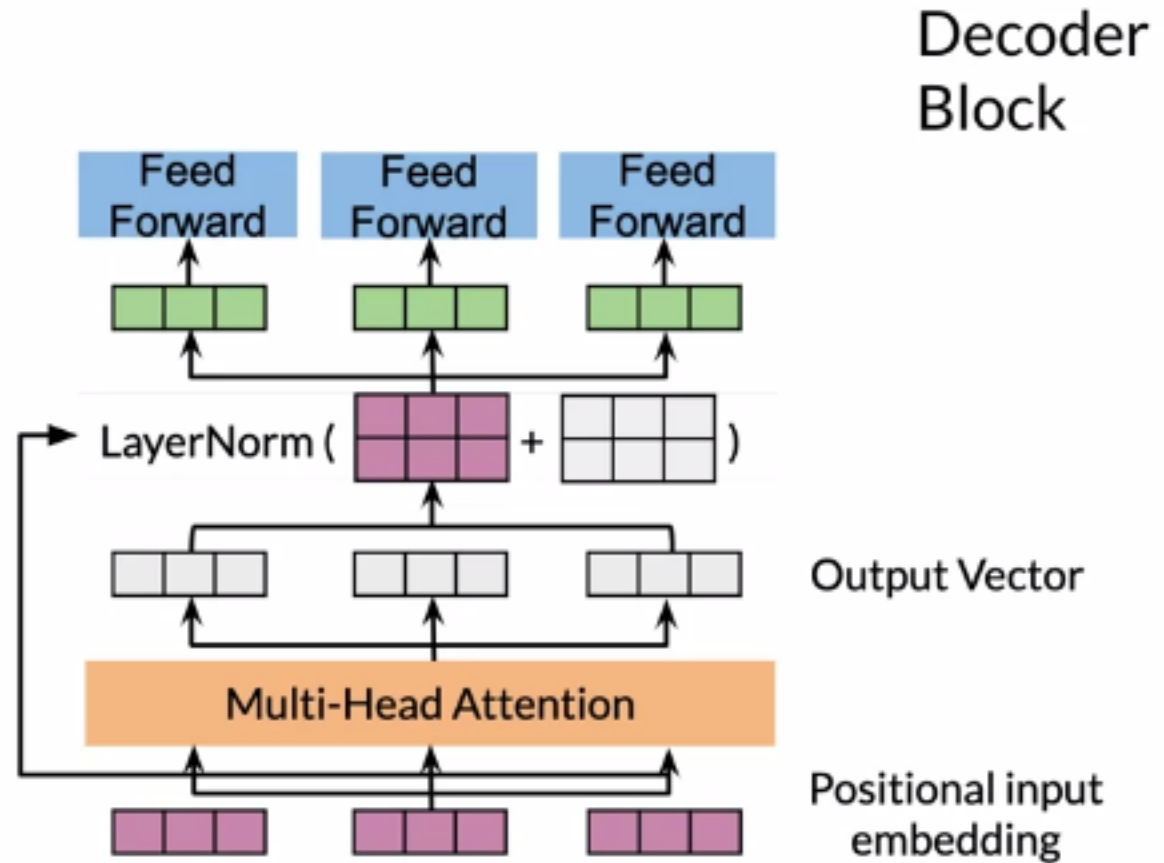 Decoder
Block
Feed
Forward
Feed
Forward
Feed
Forward
LayerNorm ( + )
Output Vector
Multi-Head Attention
Positional input
embedding